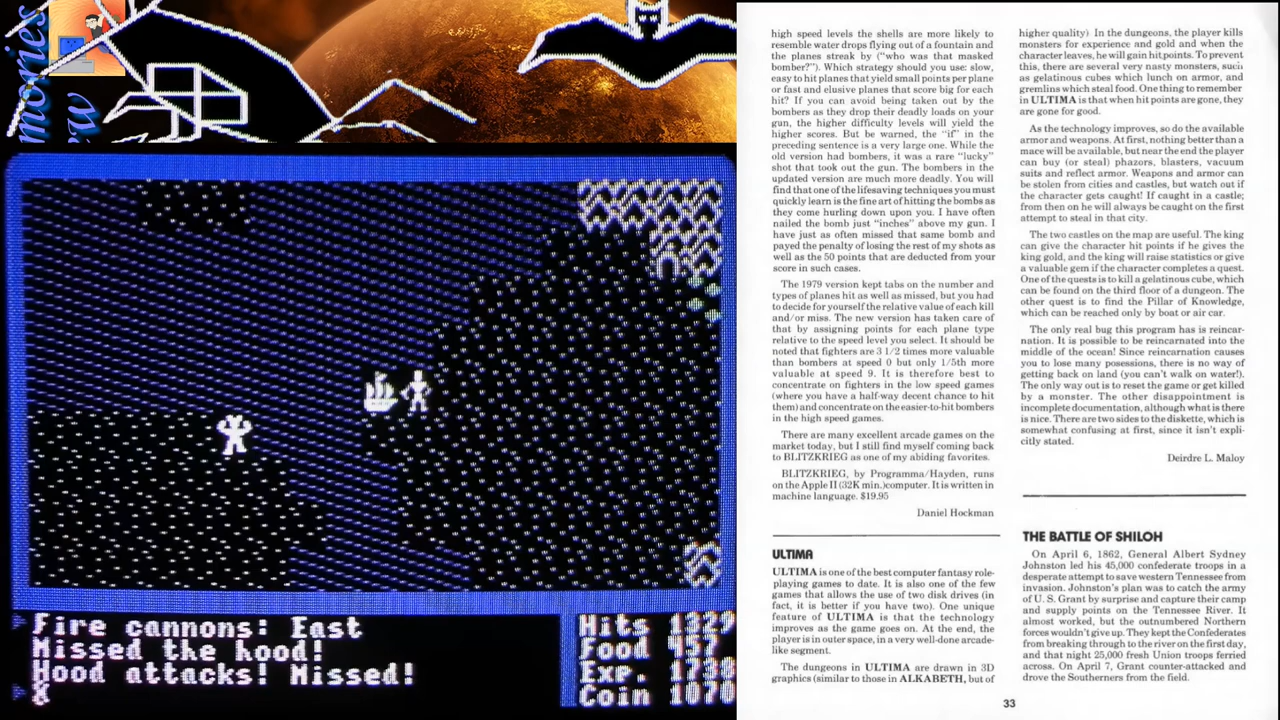 monies
ew
Fire cannons: East
Missed the hood!
Hood attacks! Missed!
Hits 1329
Food 957
Exp. 1738
Coin 1070
high speed levels the shells are more likely to
resemble water drops flying out of a fountain and
the planes streak by ("who was that masked
bomber?"). Which strategy should you use: slow,
easy to hit planes that yield small points per plane
or fast and elusive planes that score big for each
hit? If you can avoid being taken out by the
bombers as they drop their deadly loads on your
gun, the higher difficulty levels will yield the
higher scores. But be warned, the "if" in the
preceding sentence is a very large one. While the
old version had bombers, it was a rare "lucky"
shot that took out the gun. The bombers in the
updated version are much more deadly. You will
find that one of the lifesaving techniques you must
quickly learn is the fine art of hitting the bombs as
they come hurling down upon you. I have often
nailed the bomb just "inches" above my gun. I
have just as often missed that same bomb and
payed the penalty of losing the rest of my shots as
well as the 50 points that are deducted from your
score in such cases.
The 1979 version kept tabs on the number and
types of planes hit as well as missed, but you had
to decide for yourself the relative value of each kill
and/or miss. The new version has taken care of
that by assigning points for each plane type
relative to the speed level you select. It should be
noted that fighters are 3 1/2 times more valuable
than bombers at speed 0 but only 1/5th more
valuable at speed 9. It is therefore best to
concentrate on fighters in the low speed games
(where you have a half-way decent chance to hit
them) and concentrate on the easier-to-hit bombers
in the high speed games.
There are many excellent arcade games on the
market today, but I still find myself coming back
to BLITZKRIEG as one of my abiding favorites.
BLITZKRIEG, by Programma/Hayden, runs
on the Apple II (32K min.)computer. It is written in
machine language. $19.95
Daniel Hockman
ULTIMA
ULTIMA is one of the best computer fantasy role-
playing games to date. It is also one of the few
games that allows the use of two disk drives (in
fact, it is better if you have two). One unique
feature of ULTIMA is that the technology
improves as the game goes on. At the end, the
player is in outer space, in a very well-done arcade-
like segment.
The dungeons in ULTIMA are drawn in 3D
graphics (similar to those in ALKABETH, but of
higher quality) In the dungeons, the player kills
monsters for experience and gold and when the
character leaves, he will gain hit points. To prevent
this, there are several very nasty monsters, such
as gelatinous cubes which lunch on armor, and
gremlins which steal food. One thing to remember
in ULTIMA is that when hit points are gone, they
are gone for good.
As the technology improves, so do the available
armor and weapons. At first, nothing better than a
mace will be available, but near the end the player
can buy (or steal) phazors, blasters, vacuum
suits and reflect armor. Weapons and armor can
be stolen from cities and castles, but watch out if
the character gets caught! If caught in a castle;
from then on he will always be caught on the first
attempt to steal in that city.
The two castles on the map are useful. The king
can give the character hit points if he gives the
king gold, and the king will raise statistics or give
a valuable gem if the character completes a quest.
One of the quests is to kill a gelatinous cube, which
can be found on the third floor of a dungeon. The
other quest is to find the Pillar of Knowledge,
which can be reached only by boat or air car.
The only real bug this program has is reincar-
nation. It is possible to be reincarnated into the
middle of the ocean! Since reincarnation causes
you to lose many posessions, there is no way of
getting back on land (you can't walk on water!).
The only way out is to reset the game or get killed
by a monster. The other disappointment is
incomplete documentation, although what is there
is nice. There are two sides to the diskette, which is
somewhat confusing at first, since it isn't expli-
citly stated.
Deirdre L. Maloy
THE BATTLE OF SHILOH
On April 6, 1862, General Albert Sydney
Johnston led his 45,000 confederate troops in a
desperate attempt to save western Tennessee from
invasion. Johnston's plan was to catch the army
of U. S. Grant by surprise and capture their camp
and supply points on the Tennessee River. It
almost worked, but the outnumbered Northern
forces wouldn't give up. They kept the Confederates
from breaking through to the river on the first day,
and that night 25,000 fresh Union troops ferried
across. On April 7, Grant counter-attacked and
drove the Southerners from the field.
33